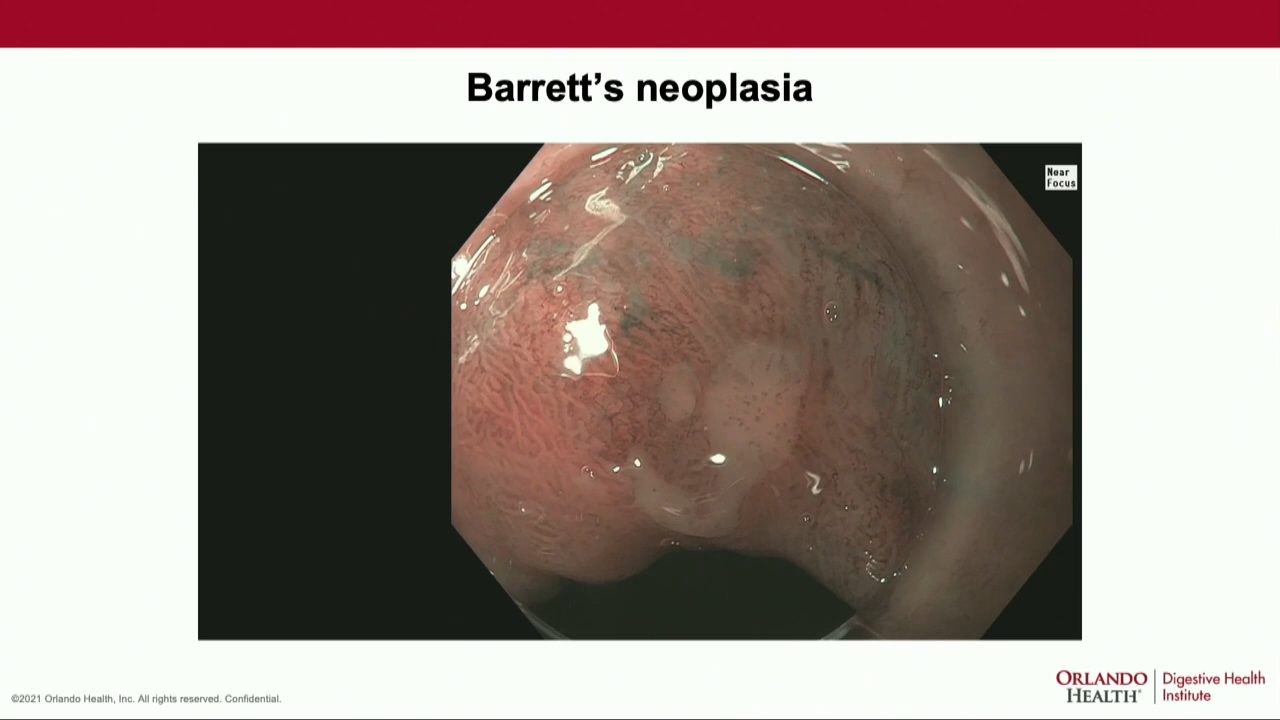 Barrett's neoplasia
Near
Focus
©2021 Orlando Health, Inc. All rights reserved. Confidential.
ORLANDO
HEALTH®
Digestive Health
Institute